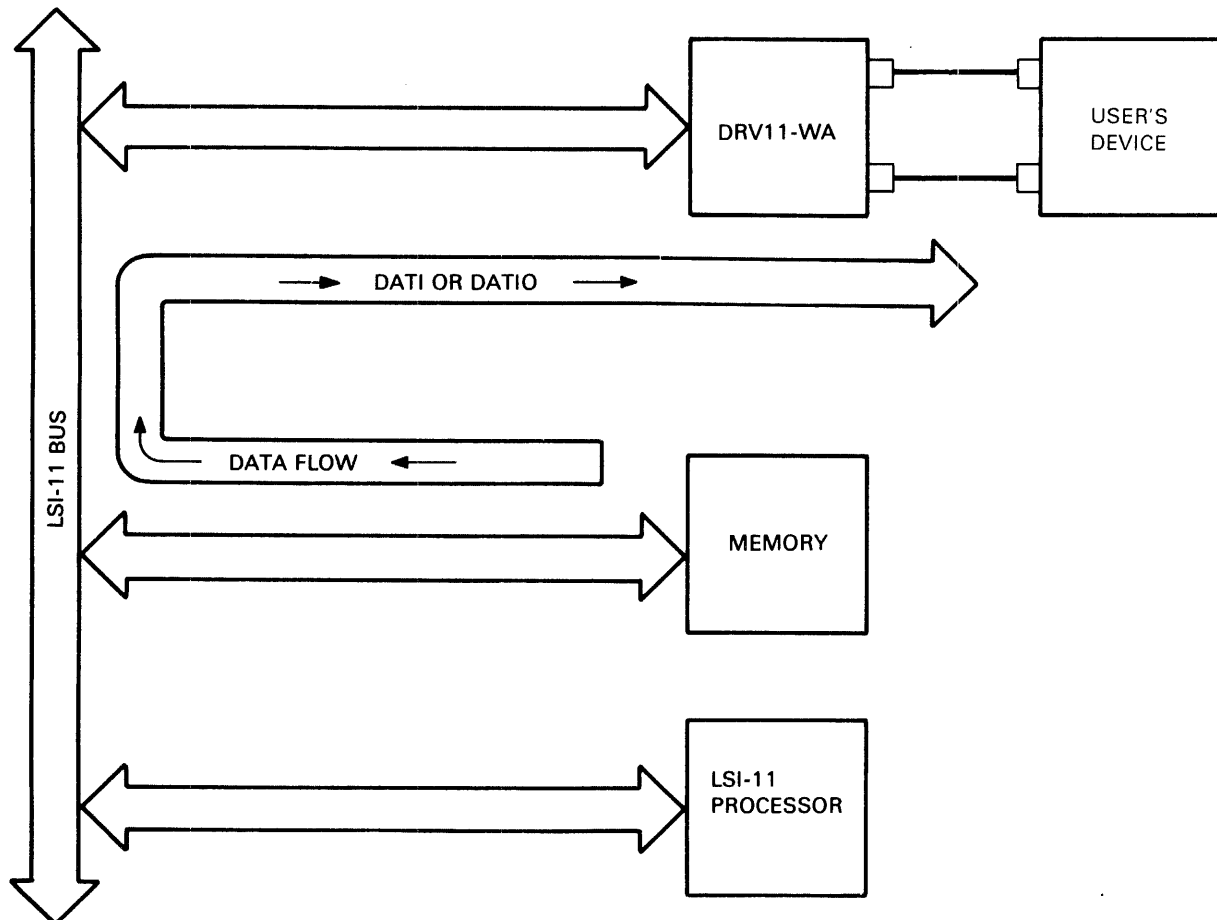 DRV11-WA
USER'S
DEVICE
DATI OR DATIO
LSI-11 BUS
DATA FLOW
MEMORY
LSI-11
PROCESSOR